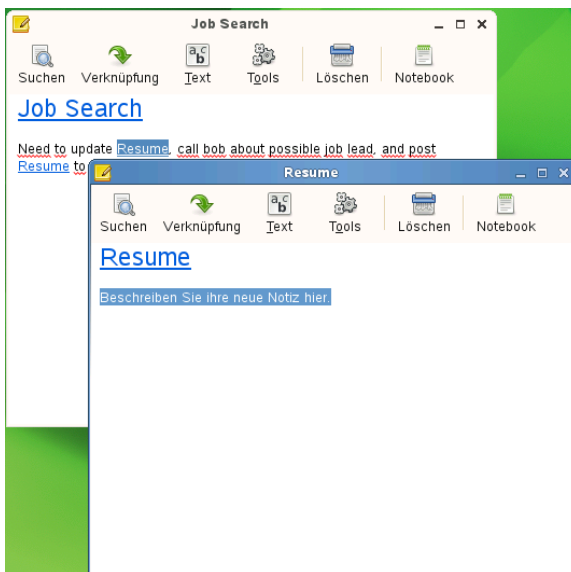 Job Search
Suchen Verknüpfung Text Tools Löschen Notebook
Job Search
Need to update Resume, call bob about possible job lead, and post
Resume to
Resume
Suchen Verknüpfung Text Tools Löschen Notebook
Resume
Beschreiben Sie ihre neue Notiz hier.